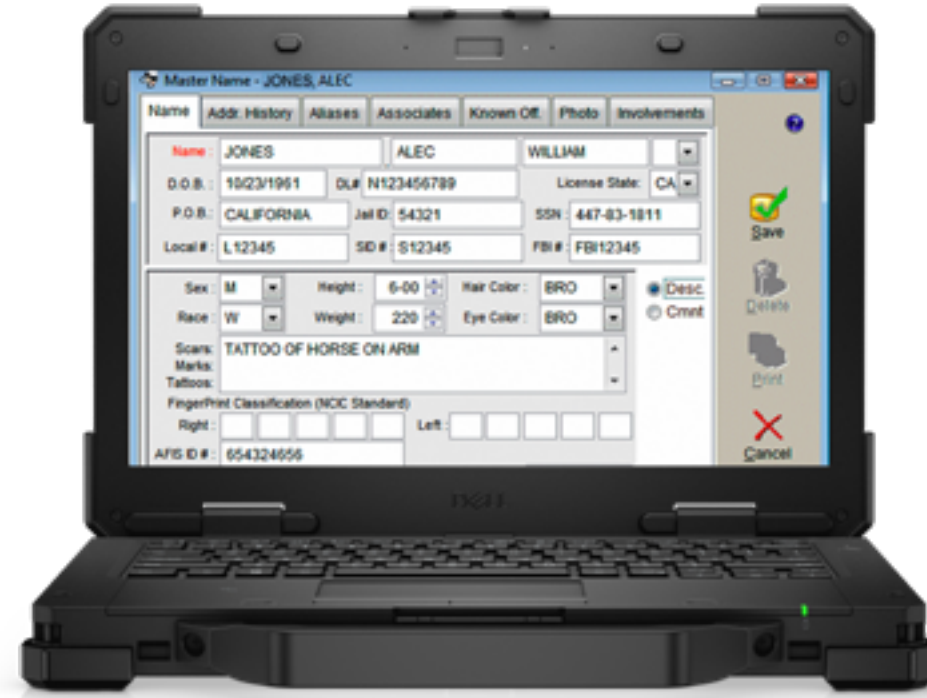 Master Name - JONES, ALEC
Name Addr. History Aliases Associates Known Off. Photo Involvements
Name : JONES ALEC WILLIAM
D.O.B. : 10/23/1961 DL# N123456789 License State: CA
P.O.B.: CALIFORNIA Jail ID: 54321 SSN : 447-83-1811
Save
Local # : L12345 SID # : S12345 FBI # : FBI12345
Sex : M Height : 6-00 Hair Color : BRO Desc.
Delete
Race : W Weight : 220 Eye Color : BRO Cmnt
Scars: TATTOO OF HORSE ON ARM
Marks:
Tattoos:
Print
FingerPrint Classification (NCIC Standard)
Right : Left :
AFIS ID # : 654324656
Cancel
DELL